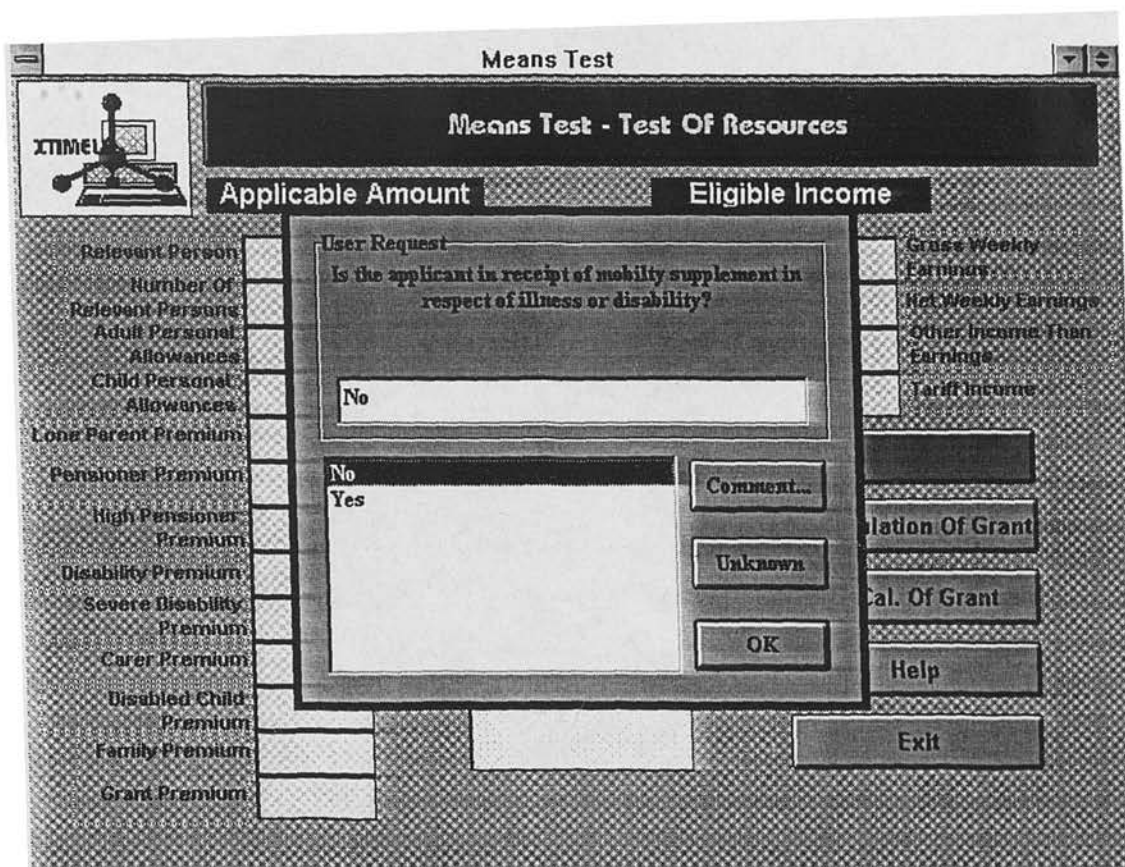 Means Test
XTIMEL
Means Test - Test Of Resources
Applicable Amount
Eligible Income
Relevant Person
Number Of
Relevant Persons
Adult Personal
Allowances
Child Personal
Allowances
Lone Parent Premium
Pensioner Premium
High Pensioner
Premium
Disability Premium
Severe Disability
Premium
Carer Premium
Disabled Child
Premium
Family Premium
Grant Premium
User Request
Is the applicant in receipt of mobilty supplement in
respect of illness or disability?
No
No
Yes
Comment...
Unknown
OK
Gross Weekly
Earnings
Net Weekly Earnings
Other Income Than
Earnings
Tariff Income
ulation Of Grant
Cal. Of Grant
Help
Exit